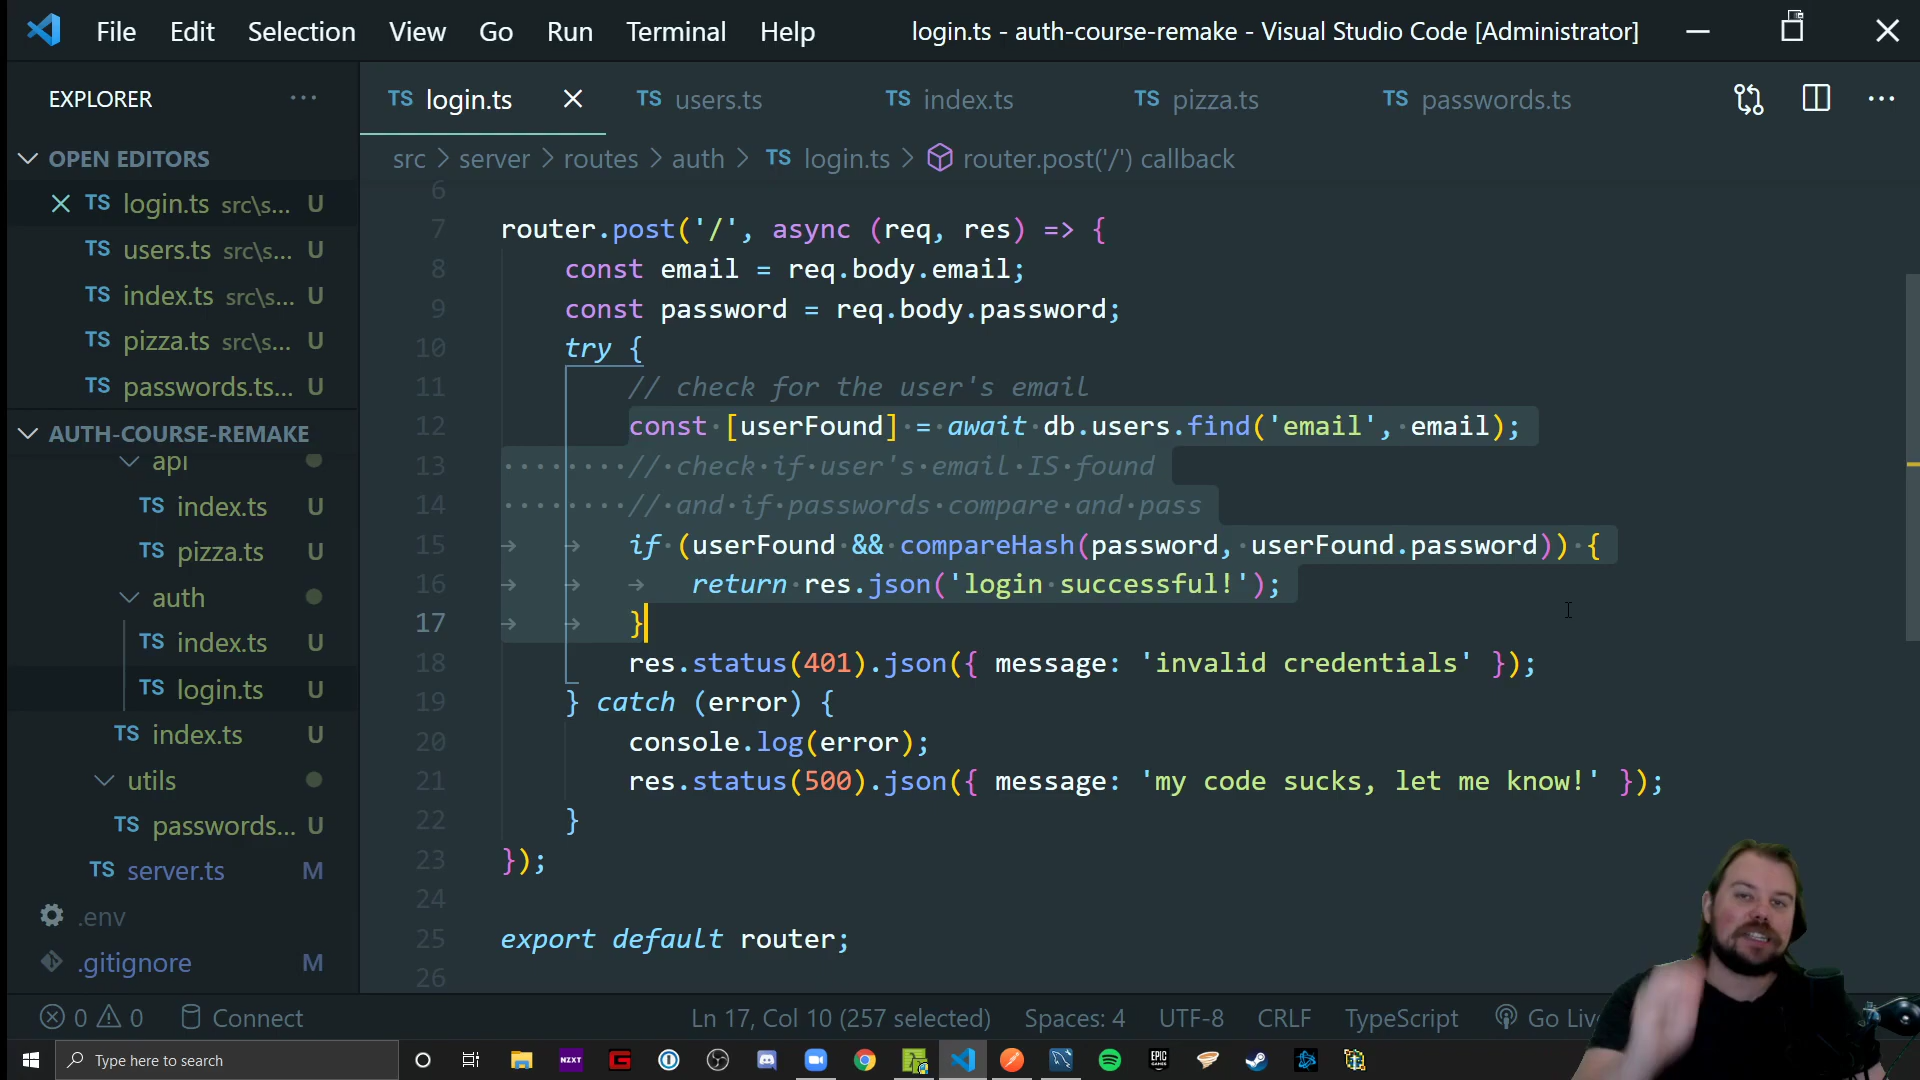 File Edit Selection View Go Run Terminal Help login.ts - auth-course-remake - Visual Studio Code [Administrator]
EXPLORER
TS login.ts TS users.ts TS index.ts TS pizza.ts TS passwords.ts
OPEN EDITORS
TS login.ts src\s... U
TS users.ts src\s... U
TS index.ts src\s... U
TS pizza.ts src\s... U
TS passwords.ts... U
AUTH-COURSE-REMAKE
api
TS index.ts U
TS pizza.ts U
auth
TS index.ts U
TS login.ts U
TS index.ts U
utils
TS passwords... U
TS server.ts M
.env
.gitignore M
src > server > routes > auth > TS login.ts > router.post('/') callback
6
7 router.post('/', async (req, res) => {
8 const email = req.body.email;
9 const password = req.body.password;
10 try {
11 // check for the user's email
12 const [userFound] = await db.users.find('email', email);
13 // check if user's email IS found
14 // and if passwords compare and pass
15 if (userFound && compareHash(password, userFound.password)) {
16 return res.json('login successful!');
17 }
18 res.status(401).json({ message: 'invalid credentials' });
19 } catch (error) {
20 console.log(error);
21 res.status(500).json({ message: 'my code sucks, let me know!' });
22 }
23 });
24
25 export default router;
26
0 0 Connect Ln 17, Col 10 (257 selected) Spaces: 4 UTF-8 CRLF TypeScript Go Liv
Type here to search
NZXT
EPIC GAMES